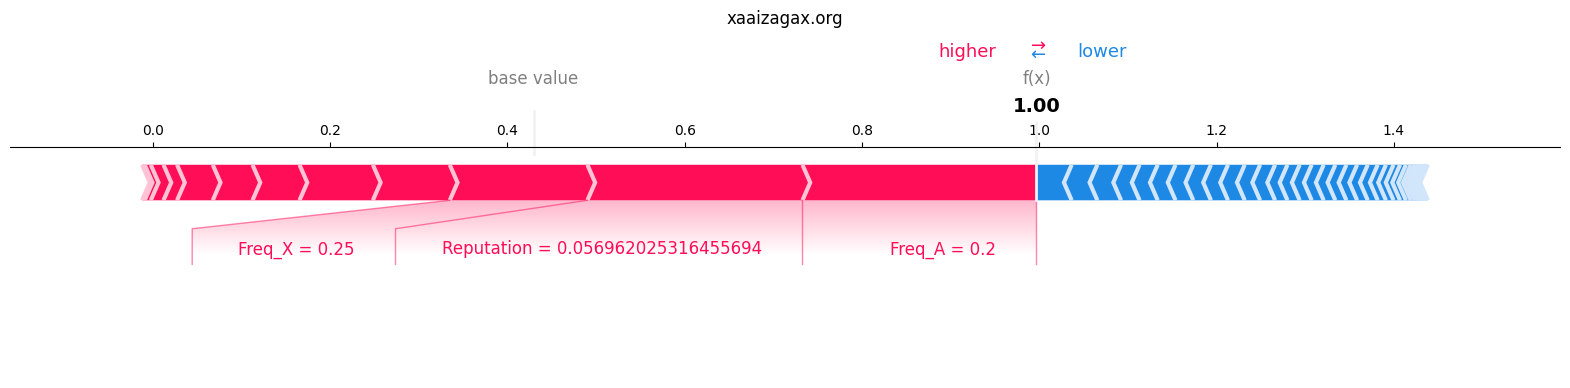 xaaizagax.org
higher → ← lower
base value f(x)
1.00
0.0 0.2 0.4 0.6 0.8 1.0 1.2 1.4
Freq_X = 0.25 Reputation = 0.056962025316455694 Freq_A = 0.2